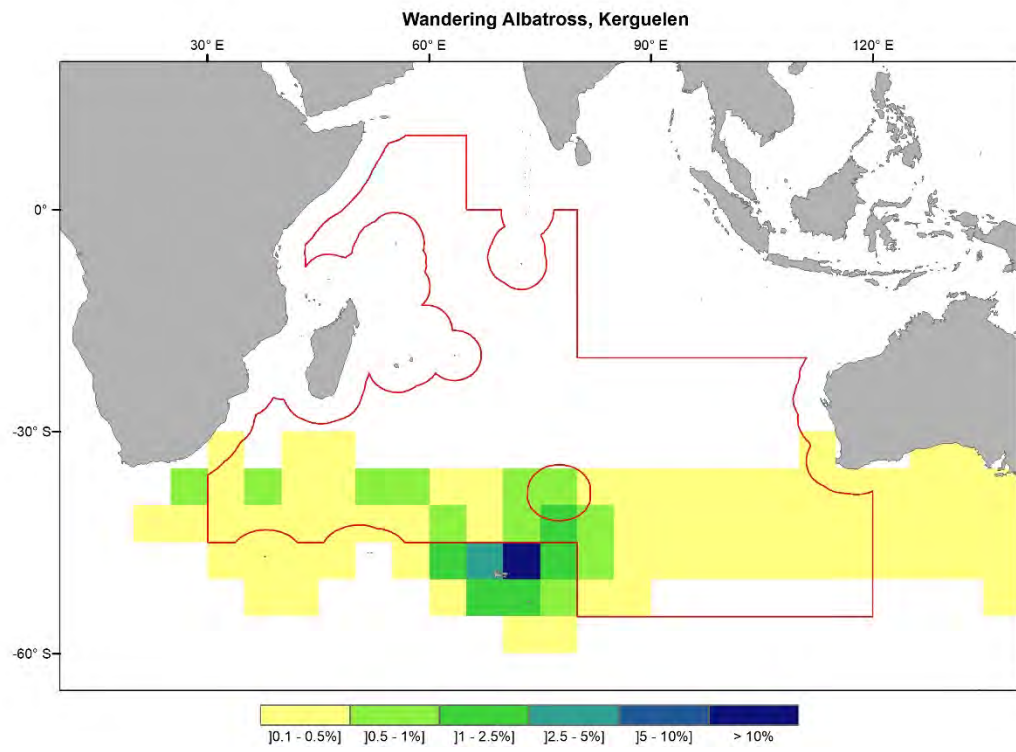 Wandering Albatross, Kerguelen
30° E 60° E 90° E 120° E
0°
-30° S
-60° S
]0.1 - 0.5%] ]0.5 - 1%] ]1 - 2.5%] ]2.5 - 5%] ]5 - 10%] > 10%